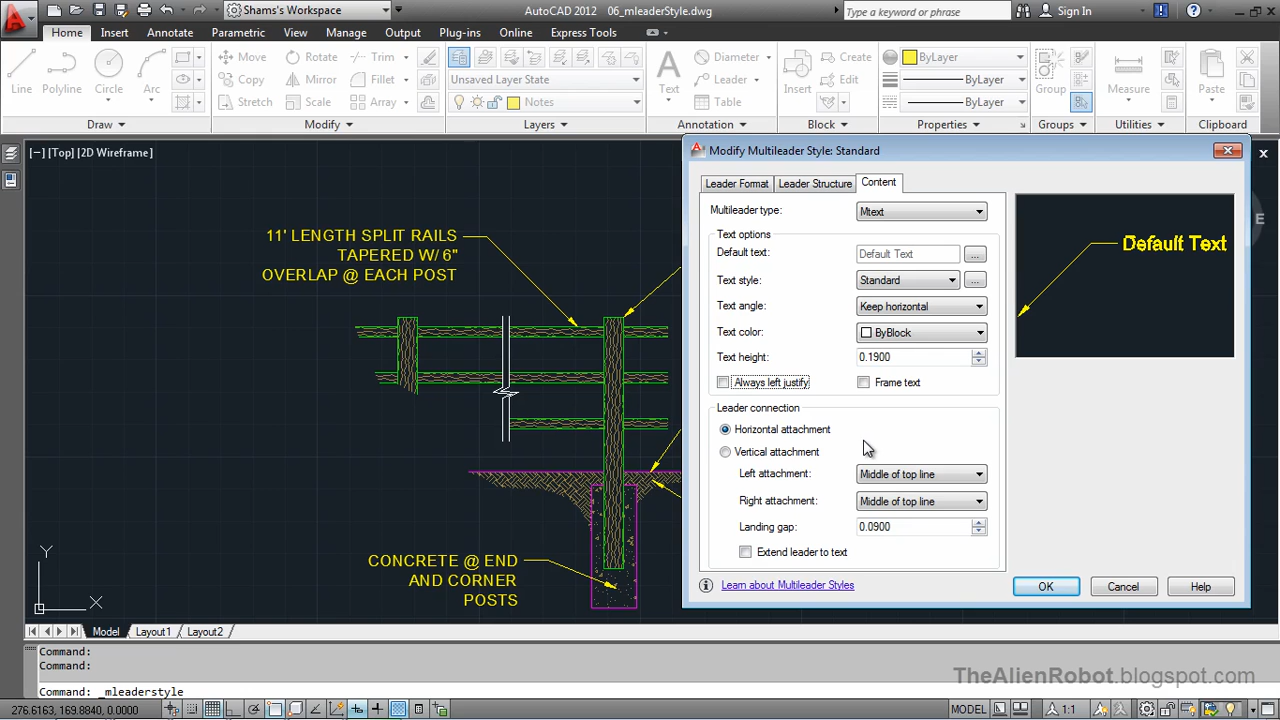 Shams's Workspace
AutoCAD 2012 06_mleaderStyle.dwg
Type a keyword or phrase
Sign In
Home Insert Annotate Parametric View Manage Output Plug-ins Online Express Tools
Line
Polyline
Circle
Arc
Move
Rotate
Trim
Copy
Mirror
Fillet
Stretch
Scale
Array
Unsaved Layer State
Notes
Text
Diameter
Leader
Table
Insert
Create
Edit
ByLayer
ByLayer
ByLayer
Group
Measure
Paste
Draw
Modify
Layers
Annotation
Block
Properties
Groups
Utilities
Clipboard
[−] [Top] [2D Wireframe]
11' LENGTH SPLIT RAILS
TAPERED W/ 6"
OVERLAP @ EACH POST
CONCRETE @ END
AND CORNER
POSTS
Y
X
E
Modify Multileader Style: Standard
Leader Format Leader Structure Content
Multileader type: Mtext
Text options
Default text: Default Text ...
Text style: Standard ...
Text angle: Keep horizontal
Text color: ByBlock
Text height: 0.1900
Always left justify Frame text
Leader connection
Horizontal attachment
Vertical attachment
Left attachment: Middle of top line
Right attachment: Middle of top line
Landing gap: 0.0900
Extend leader to text
Default Text
Learn about Multileader Styles
OK Cancel Help
Model Layout1 Layout2
Command:
Command:
Command: _mleaderstyle
TheAlienRobot.blogspot.com
276.6163, 169.8840, 0.0000
MODEL
1:1